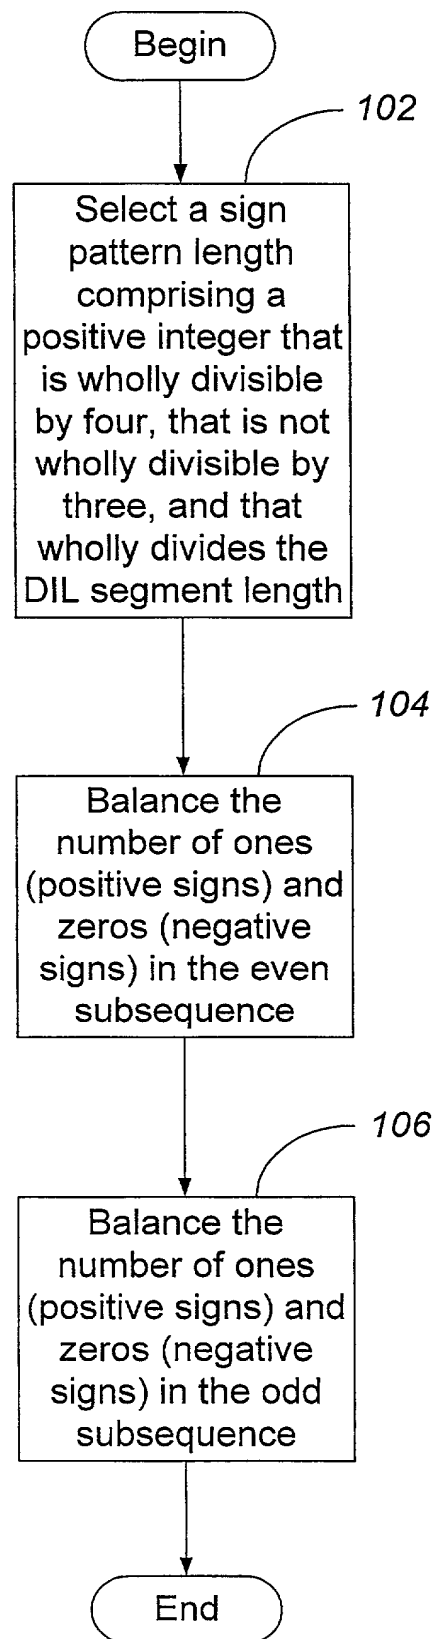 Begin
102
Select a sign
pattern length
comprising a
positive integer that
is wholly divisible
by four, that is not
wholly divisible by
three, and that
wholly divides the
DIL segment length
104
Balance the
number of ones
(positive signs) and
zeros (negative
signs) in the even
subsequence
106
Balance the
number of ones
(positive signs) and
zeros (negative
signs) in the odd
subsequence
End